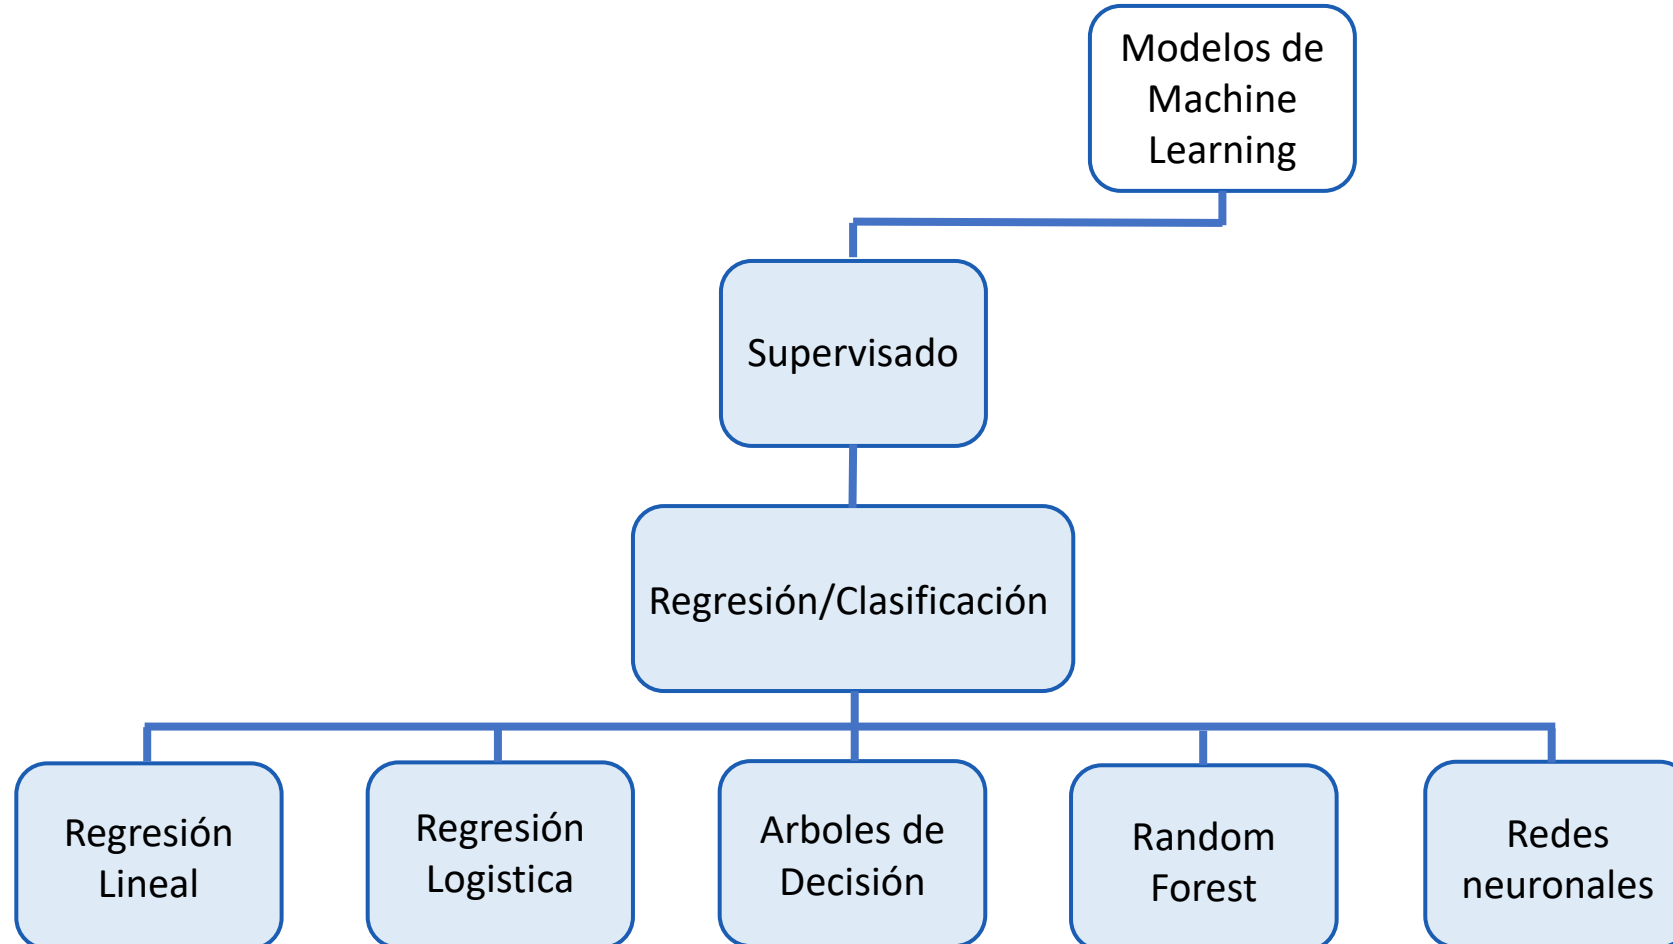 Modelos de
Machine
Learning
Supervisado
Regresión/Clasificación
Regresión
Lineal
Regresión
Logistica
Arboles de
Decisión
Random
Forest
Redes
neuronales